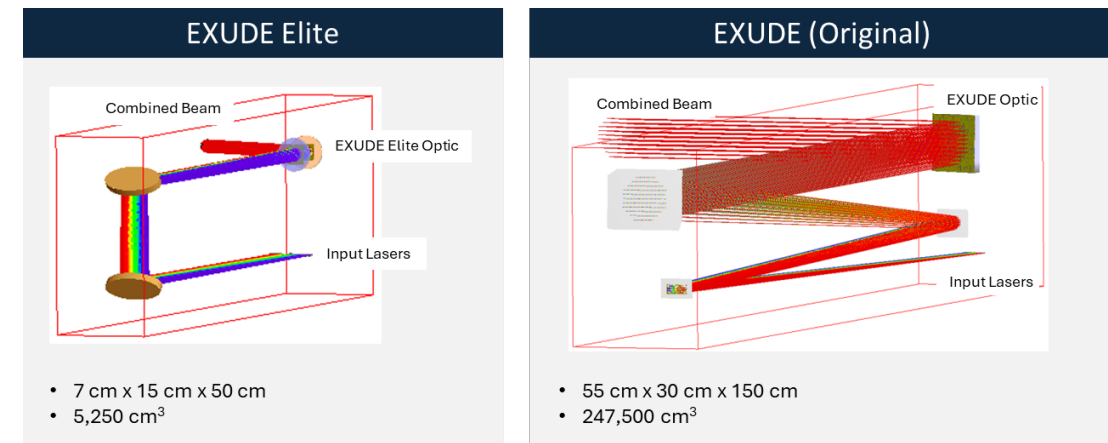 EXUDE Elite
Combined Beam
EXUDE Elite Optic
Input Lasers
• 7 cm x 15 cm x 50 cm
• 5,250 cm³
EXUDE (Original)
Combined Beam
EXUDE Optic
Input Lasers
• 55 cm x 30 cm x 150 cm
• 247,500 cm³